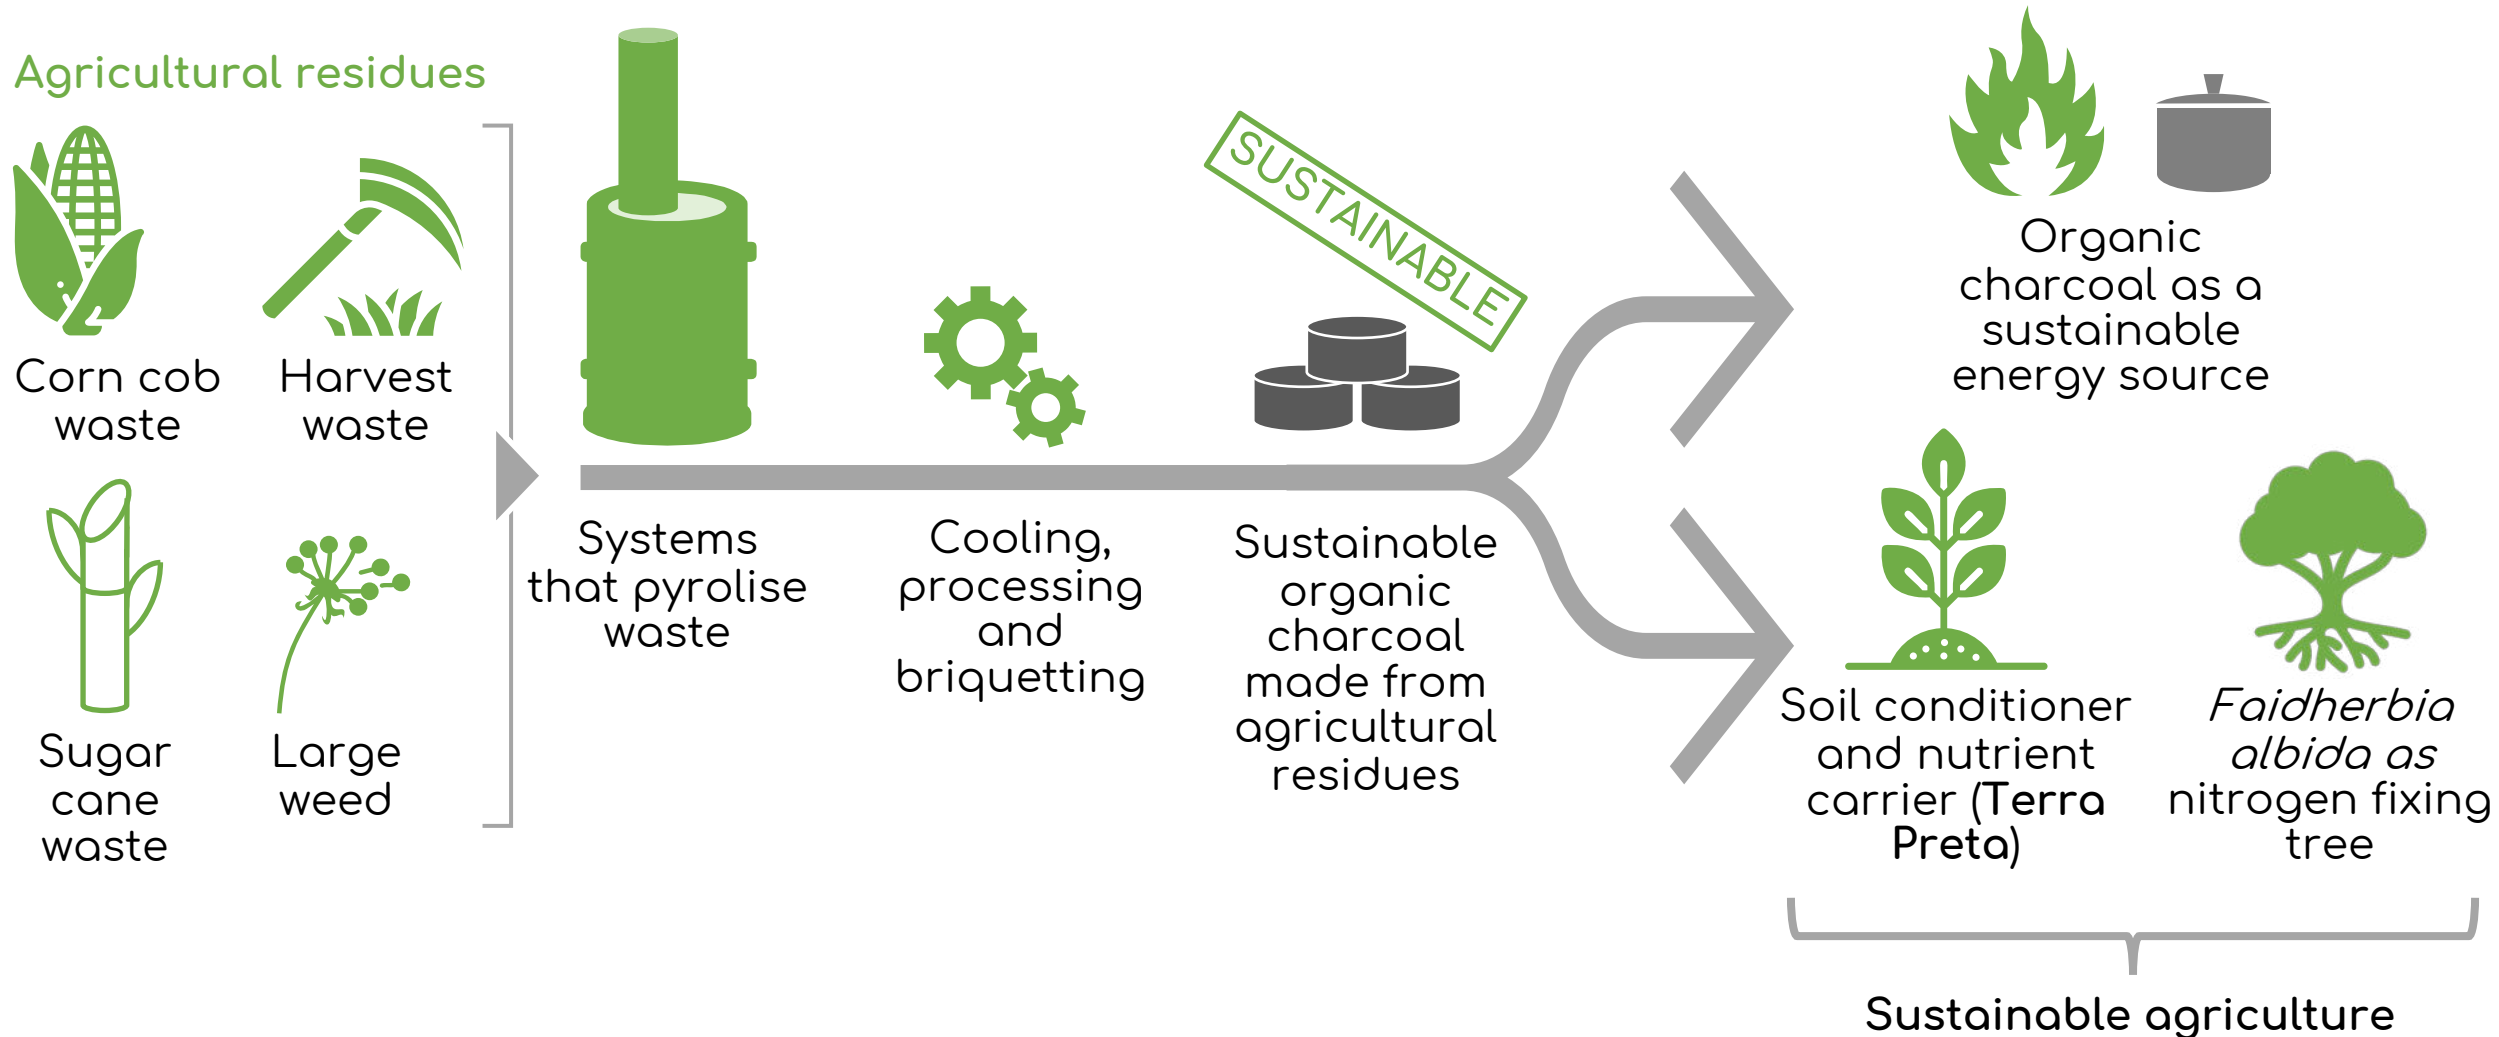 Agricultural residues
Corn cob
waste
Harvest
waste
Sugar
cane
waste
Large
weed
Systems
that pyrolise
waste
Cooling,
processing
and
briquetting
SUSTAINABLE
Sustainable
organic
charcoal
made from
agricultural
residues
Organic
charcoal as a
sustainable
energy source
Soil conditioner
and nutrient
carrier (Terra
Preta)
Faidherbia
albida as
nitrogen fixing
tree
Sustainable agriculture